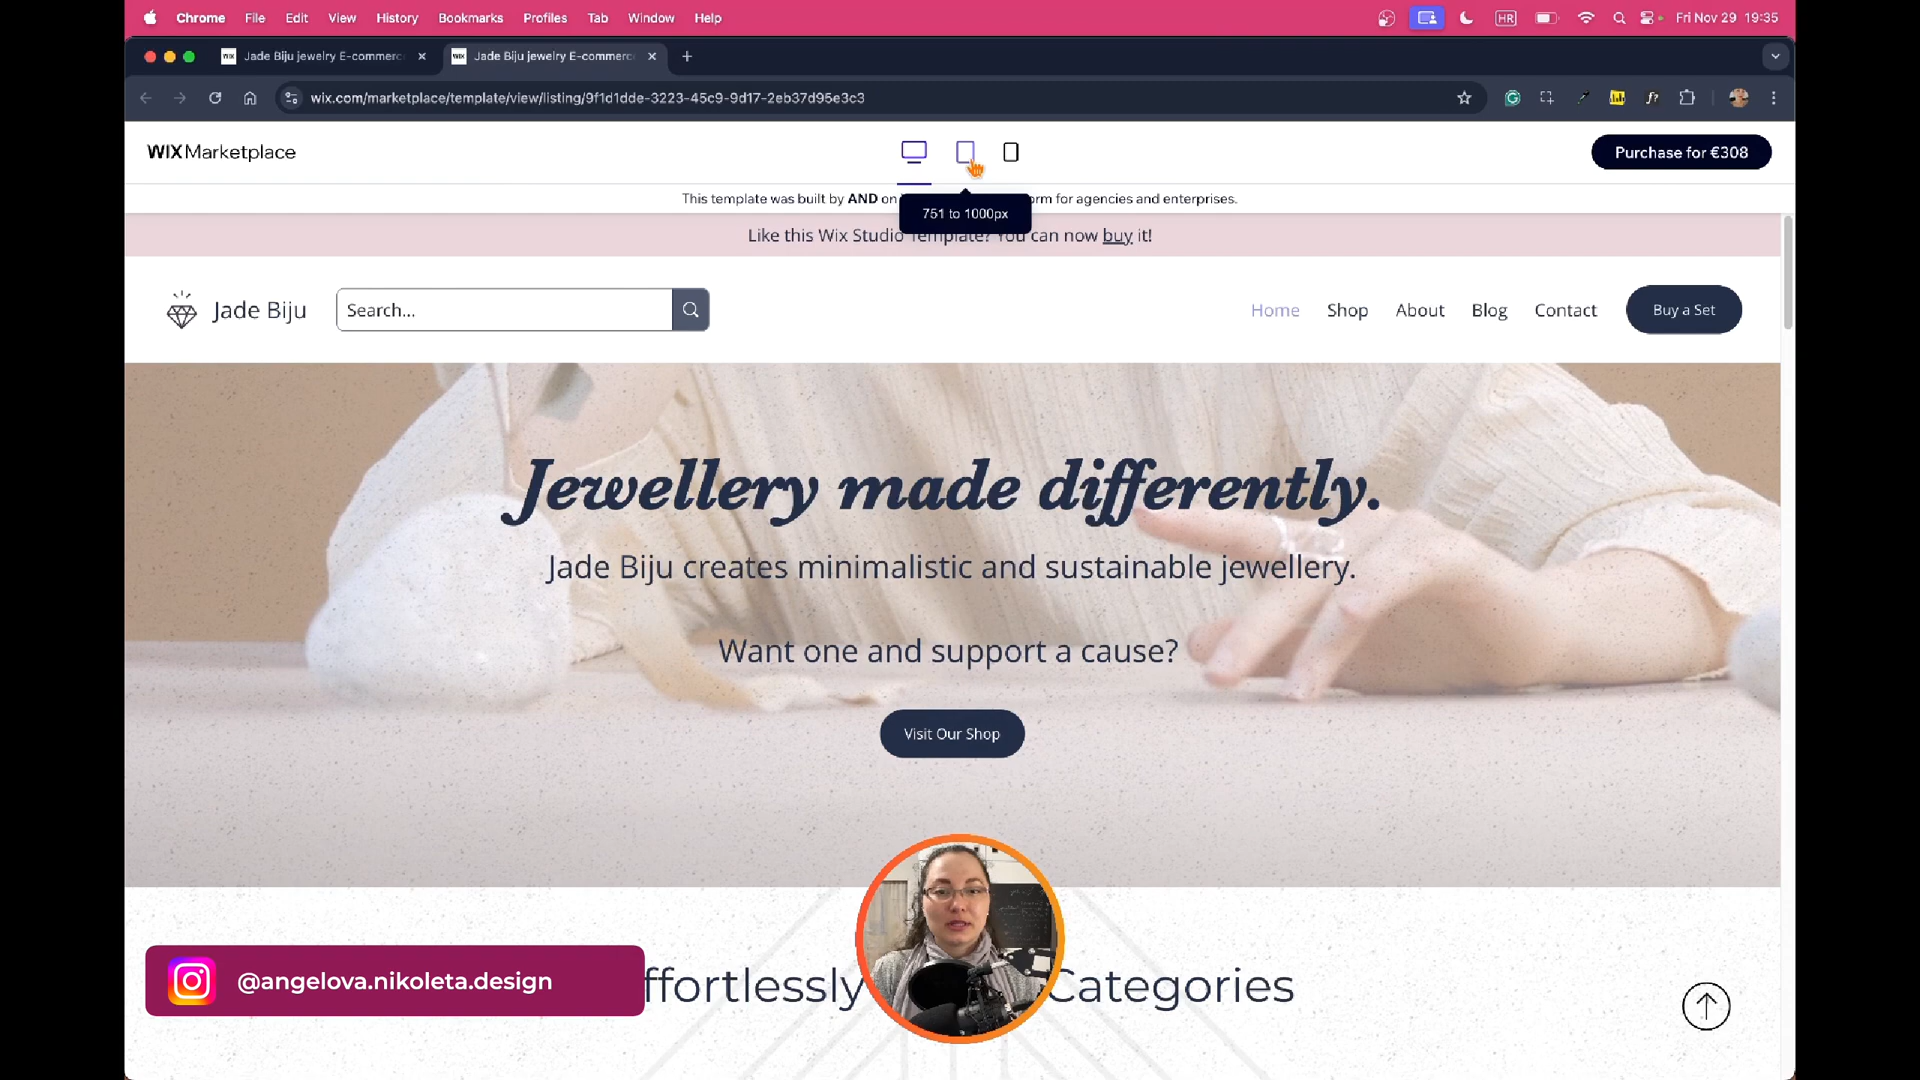 Chrome File Edit View History Bookmarks Profiles Tab Window Help
HR
Fri Nov 29 19:35
WIX Jade Biju jewelry E-commerc
WIX Jade Biju jewelry E-commerc
wix.com/marketplace/template/view/listing/9f1d1dde-3223-45c9-9d17-2eb37d95e3c3
WIX Marketplace
Purchase for €308
This template was built by AND on
orm for agencies and enterprises.
751 to 1000px
Like this Wix Studio Template? You can now buy it!
Jade Biju
Search...
Home Shop About Blog Contact Buy a Set
Jewellery made differently.
Jade Biju creates minimalistic and sustainable jewellery.
Want one and support a cause?
Visit Our Shop
@angelova.nikoleta.design
ffortlessly
Categories